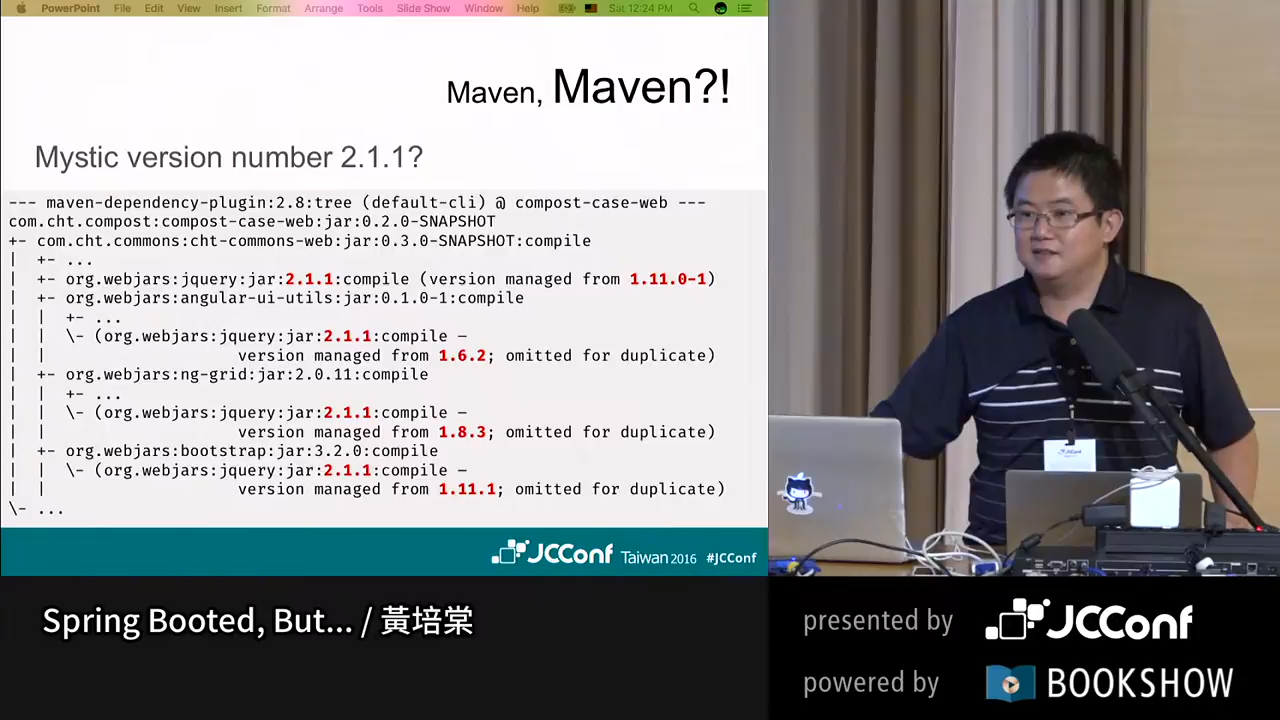 PowerPoint File Edit View Insert Format Arrange Tools Slide Show Window Help Sat 12:24 PM
Maven, Maven?!
Mystic version number 2.1.1?
--- maven-dependency-plugin:2.8:tree (default-cli) @ compost-case-web ---
com.cht.compost:compost-case-web:jar:0.2.0-SNAPSHOT
+- com.cht.commons:cht-commons-web:jar:0.3.0-SNAPSHOT:compile
| +- ...
| +- org.webjars:jquery:jar:2.1.1:compile (version managed from 1.11.0-1)
| +- org.webjars:angular-ui-utils:jar:0.1.0-1:compile
| | +- ...
| | \- (org.webjars:jquery:jar:2.1.1:compile –
| | version managed from 1.6.2; omitted for duplicate)
| +- org.webjars:ng-grid:jar:2.0.11:compile
| | +- ...
| | \- (org.webjars:jquery:jar:2.1.1:compile –
| | version managed from 1.8.3; omitted for duplicate)
| +- org.webjars:bootstrap:jar:3.2.0:compile
| | \- (org.webjars:jquery:jar:2.1.1:compile –
| | version managed from 1.11.1; omitted for duplicate)
\- ...
JCConf Taiwan 2016 #JCConf
Spring Booted, But... / 黃培棠
presented by JCConf
powered by BOOKSHOW